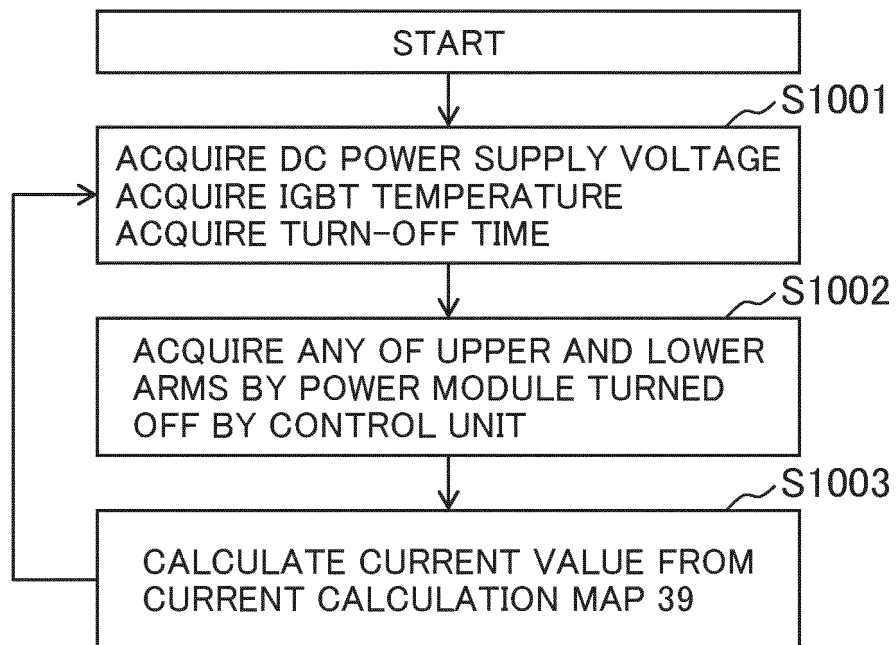 START
S1001
ACQUIRE DC POWER SUPPLY VOLTAGE
ACQUIRE IGBT TEMPERATURE
ACQUIRE TURN-OFF TIME
S1002
ACQUIRE ANY OF UPPER AND LOWER
ARMS BY POWER MODULE TURNED
OFF BY CONTROL UNIT
S1003
CALCULATE CURRENT VALUE FROM
CURRENT CALCULATION MAP 39